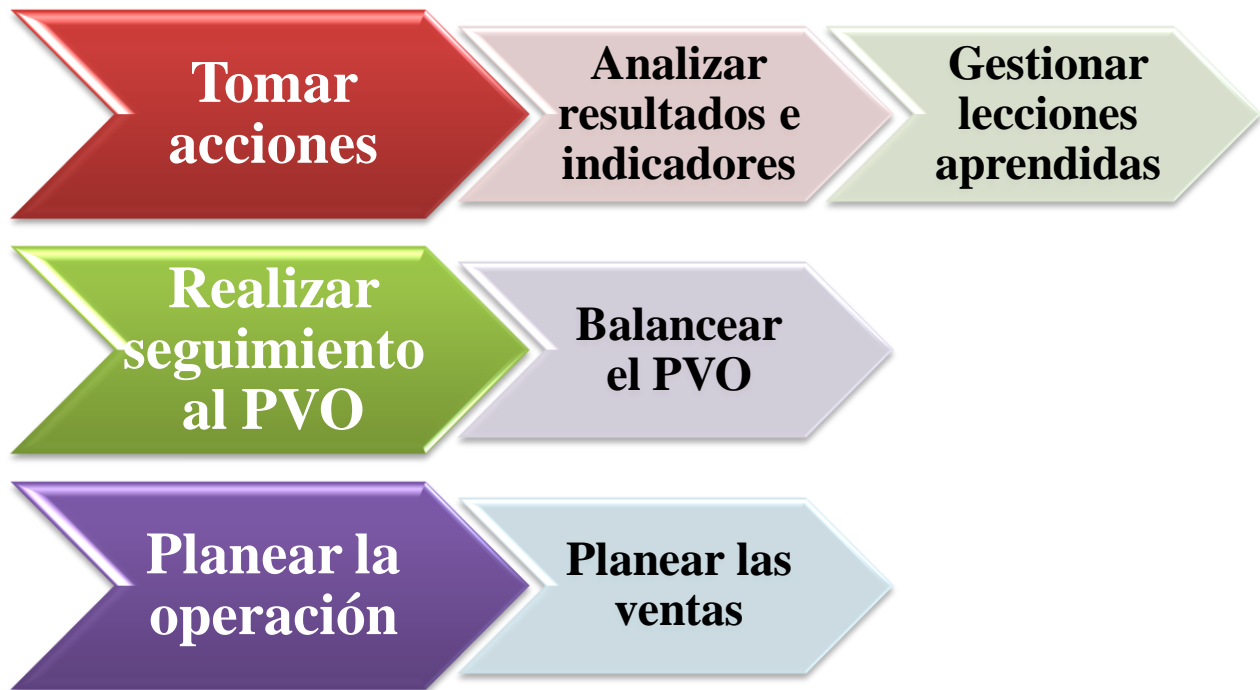 Tomar
acciones
Analizar
resultados e
indicadores
Gestionar
lecciones
aprendidas
Realizar
seguimiento
al PVO
Balancear
el PVO
Planear la
operación
Planear las
ventas